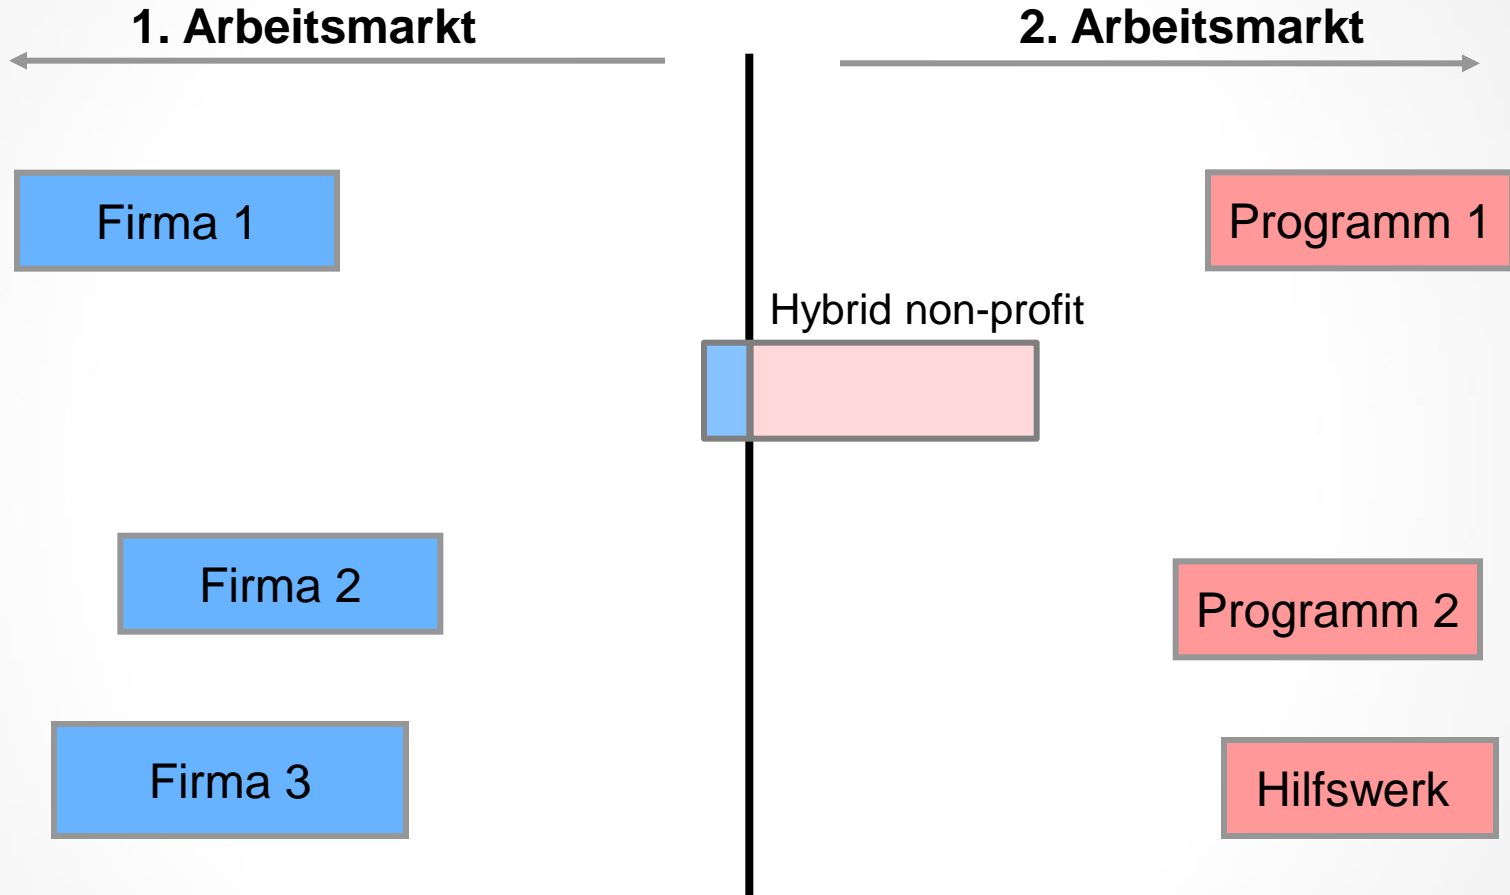 1. Arbeitsmarkt
2. Arbeitsmarkt
Firma 1
Programm 1
Hybrid non-profit
Firma 2
Programm 2
Firma 3
Hilfswerk